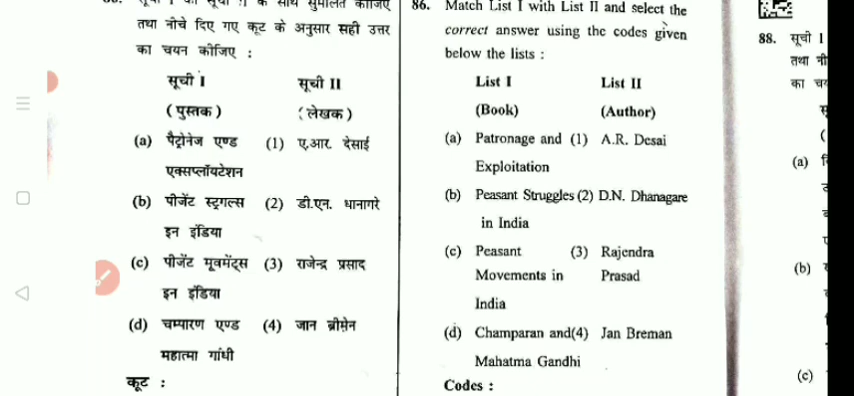 तथा नीचे दिए गए कूट के अनुसार सही उत्तर
का चयन कीजिए :
सूची I
सूची II
( पुस्तक )
( लेखक )
(a) पैट्रोनेज एण्ड (1) ए.आर. देसाई
एक्सप्लॉयटेशन
(b) पीजेंट स्ट्रगल्स (2) डी.एन. धानागरे
इन इंडिया
(c) पीजेंट मूवमेंट्स (3) राजेन्द्र प्रसाद
इन इंडिया
(d) चम्पारण एण्ड (4) जान ब्रीमेन
महात्मा गांधी
कूट :
86. Match List I with List II and select the
correct answer using the codes given
below the lists :
List I List II
(Book) (Author)
(a) Patronage and (1) A.R. Desai
Exploitation
(b) Peasant Struggles (2) D.N. Dhanagare
in India
(c) Peasant (3) Rajendra
Movements in Prasad
India
(d) Champaran and(4) Jan Breman
Mahatma Gandhi
Codes :
88. सूची I
तथा
का
(a)
(b)
(c)